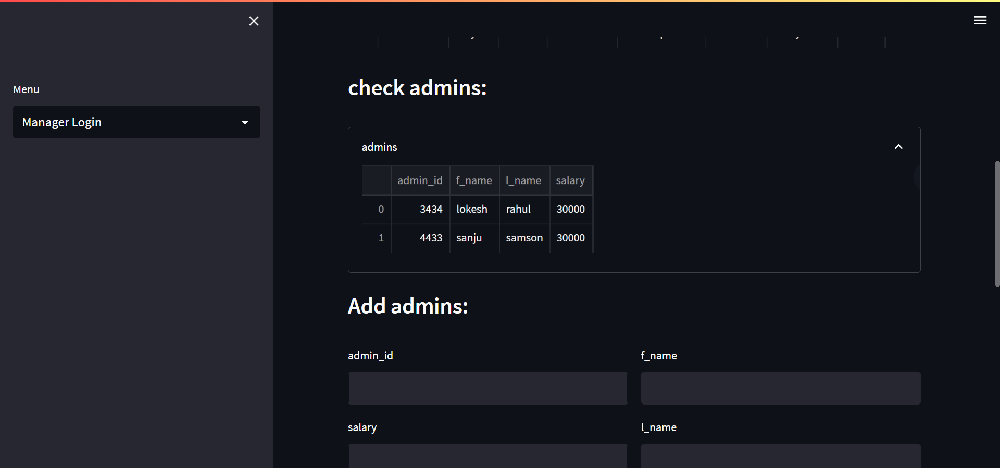 Menu
Manager Login
check admins:
admins
admin_id f_name l_name salary
0 3434 lokesh rahul 30000
1 4433 sanju samson 30000
Add admins:
admin_id f_name
salary l_name